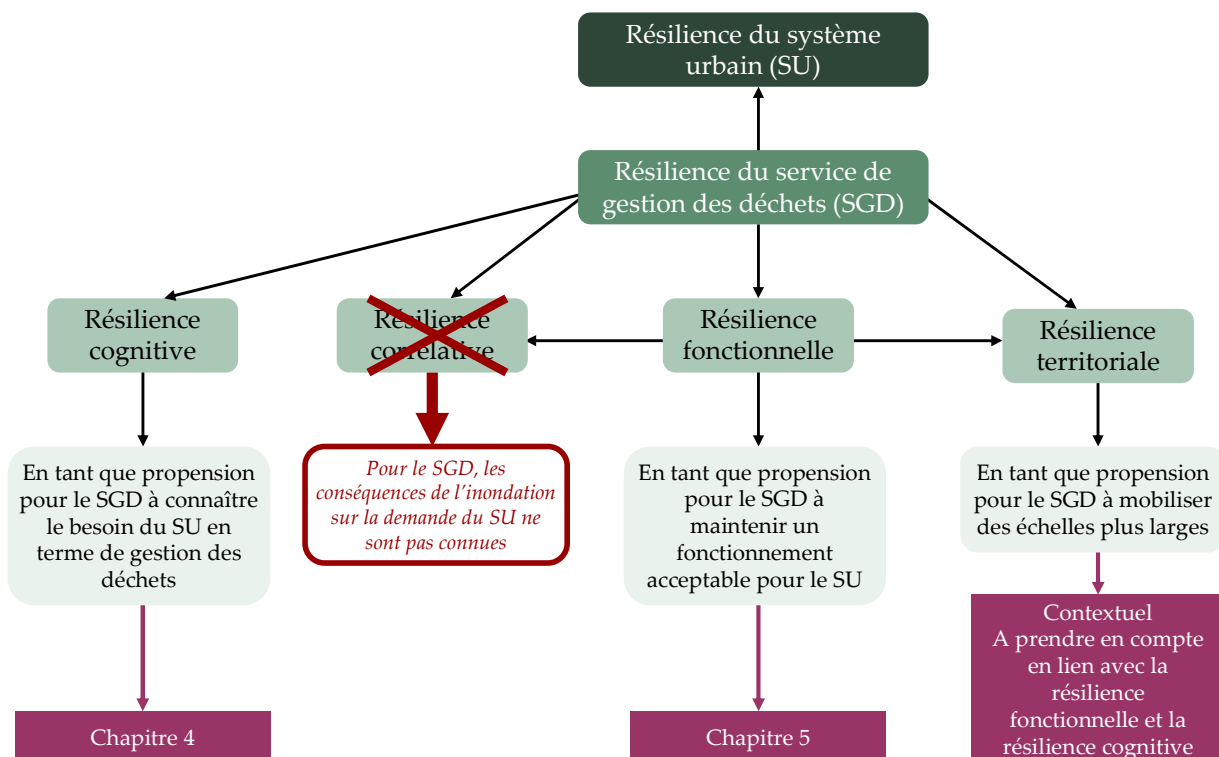 Résilience du système
urbain (SU)
Résilience du service de
gestion des déchets (SGD)
Résilience
cognitive
Résilience
corrélative
Résilience
fonctionnelle
Résilience
territoriale
En tant que propension
pour le SGD à connaître
le besoin du SU en
terme de gestion des
déchets
Pour le SGD, les
conséquences de l'inondation
sur la demande du SU ne
sont pas connues
En tant que propension
pour le SGD à
maintenir un
fonctionnement
acceptable pour le SU
En tant que propension
pour le SGD à mobiliser
des échelles plus larges
Chapitre 4
Chapitre 5
Contextuel
A prendre en compte
en lien avec la
résilience
fonctionnelle et la
résilience cognitive